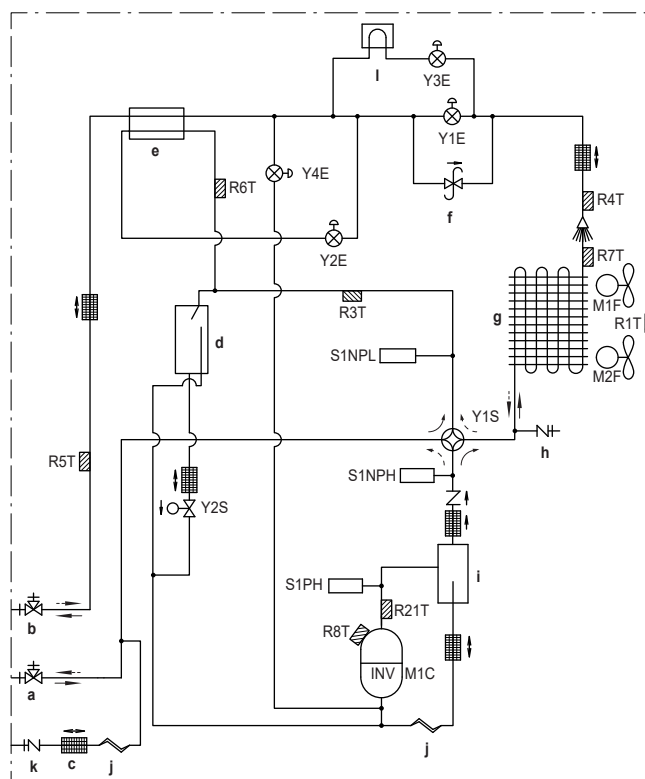 l
Y3E
Y1E
e
Y4E
R6T
f
R4T
Y2E
R7T
g
M1F
R3T
R1T
d
S1NPL
M2F
Y1S
R5T
h
S1NPH
Y2S
i
S1PH
R21T
b
R8T
INV
M1C
a
j
k
c
j